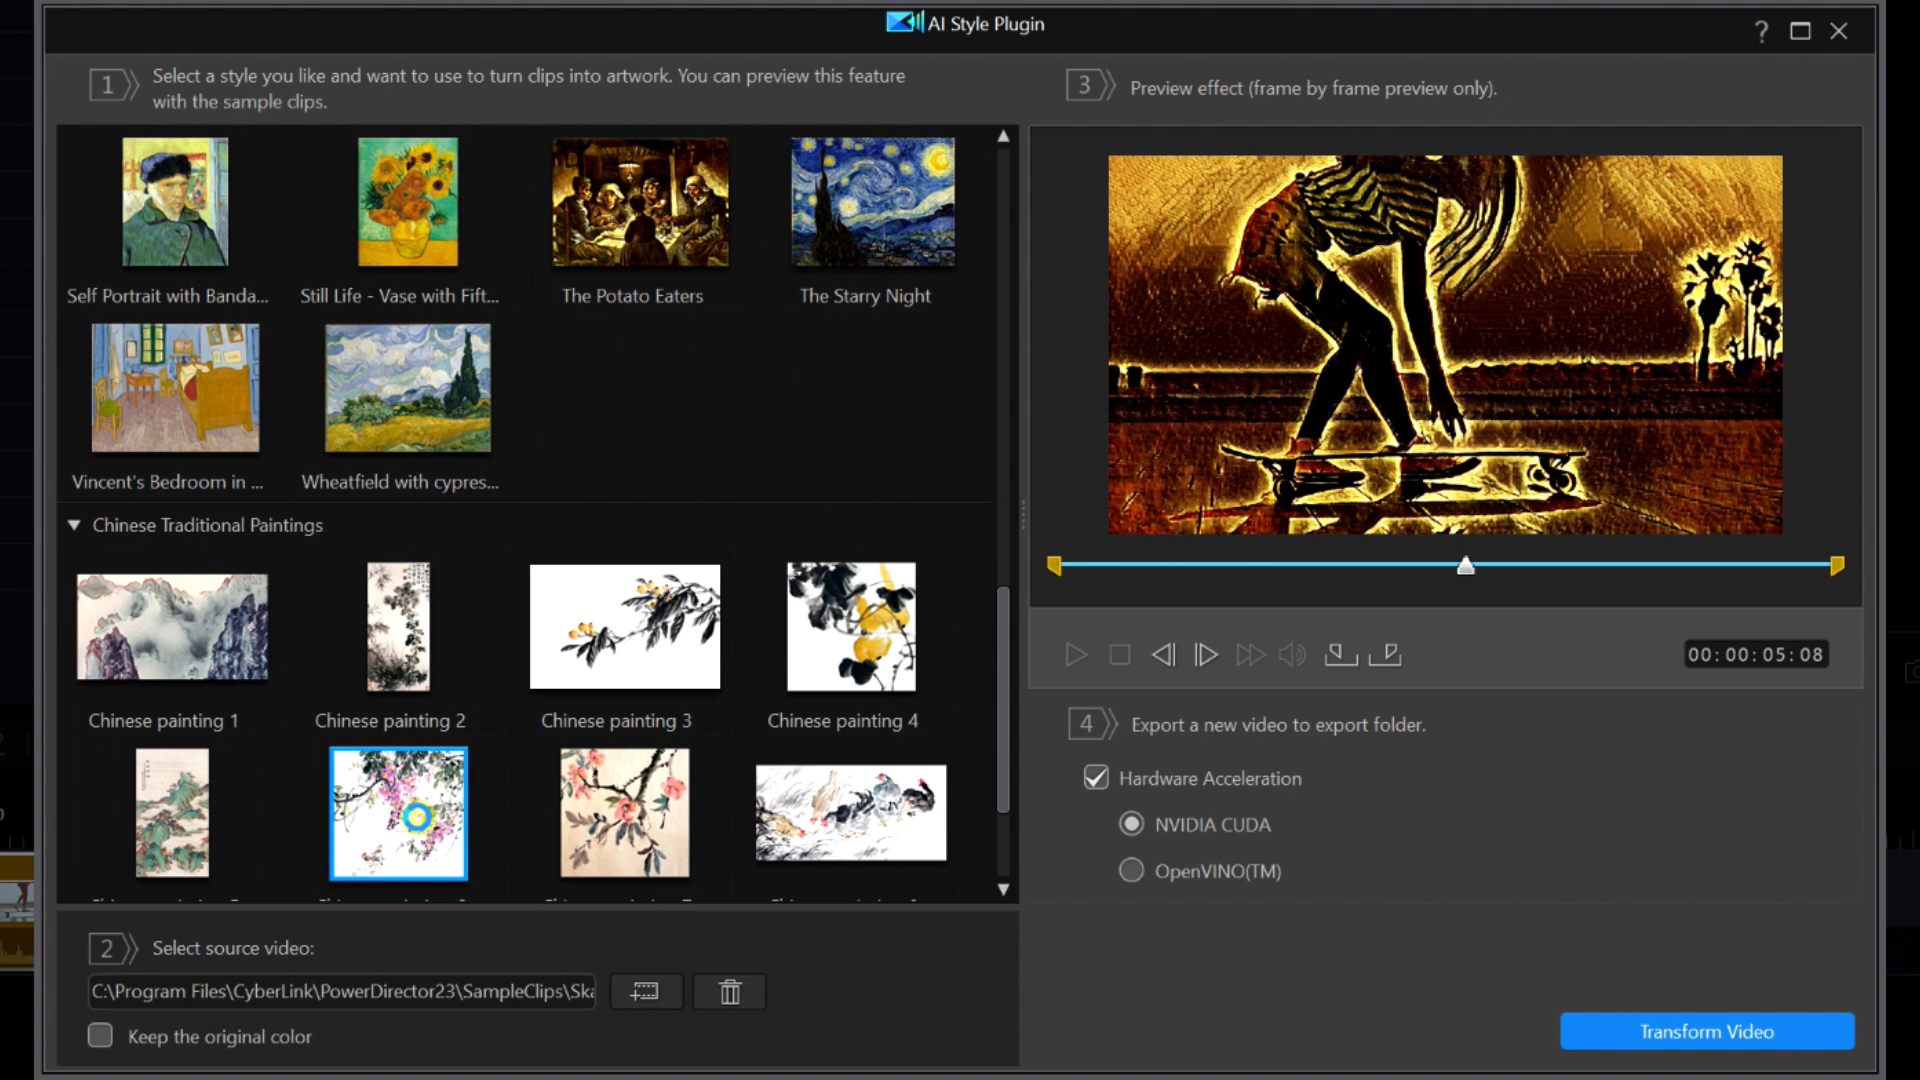 AI Style Plugin
?
1
Select a style you like and want to use to turn clips into artwork. You can preview this feature
with the sample clips.
3
Preview effect (frame by frame preview only).
Self Portrait with Banda...
Still Life - Vase with Fift...
The Potato Eaters
The Starry Night
Vincent's Bedroom in ...
Wheatfield with cypres...
Chinese Traditional Paintings
Chinese painting 1
Chinese painting 2
Chinese painting 3
Chinese painting 4
00:00:05:08
4
Export a new video to export folder.
Hardware Acceleration
NVIDIA CUDA
OpenVINO(TM)
2
Select source video:
C:\Program Files\CyberLink\PowerDirector23\SampleClips\Ska
Keep the original color
Transform Video